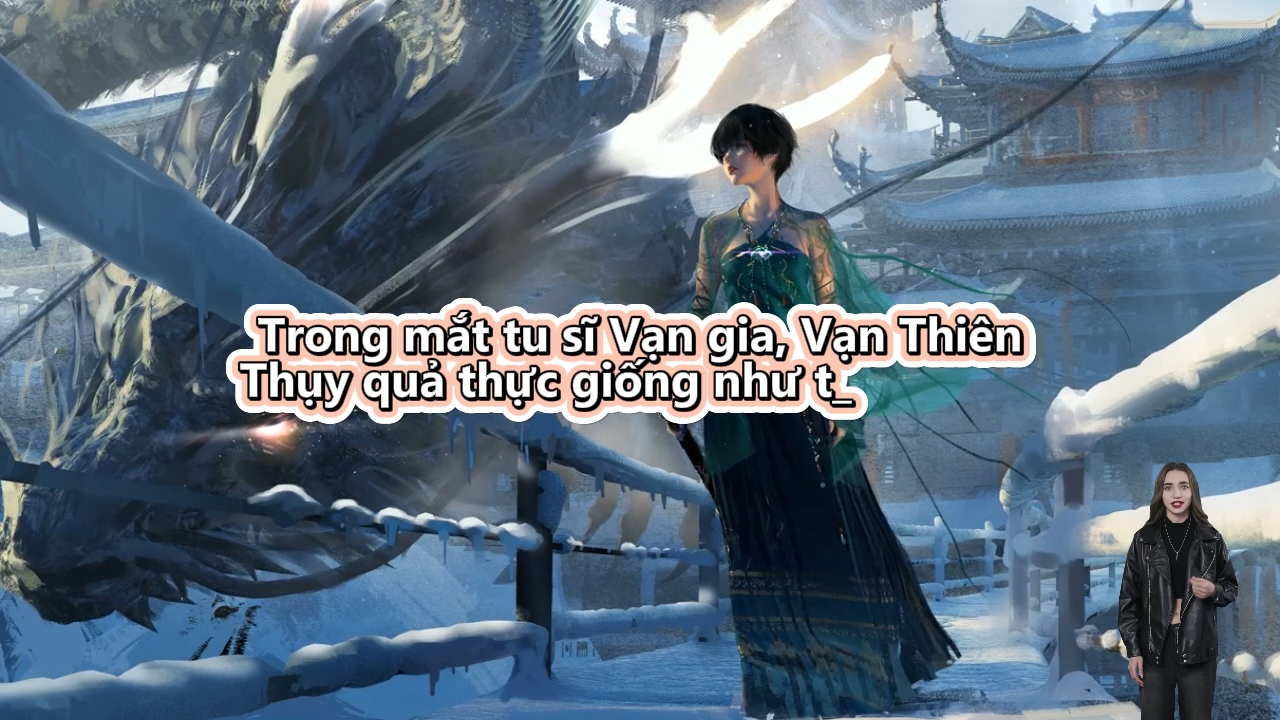 Trong mắt tu sĩ Vạn gia, Vạn Thiên
Thụy quả thực giống như t_